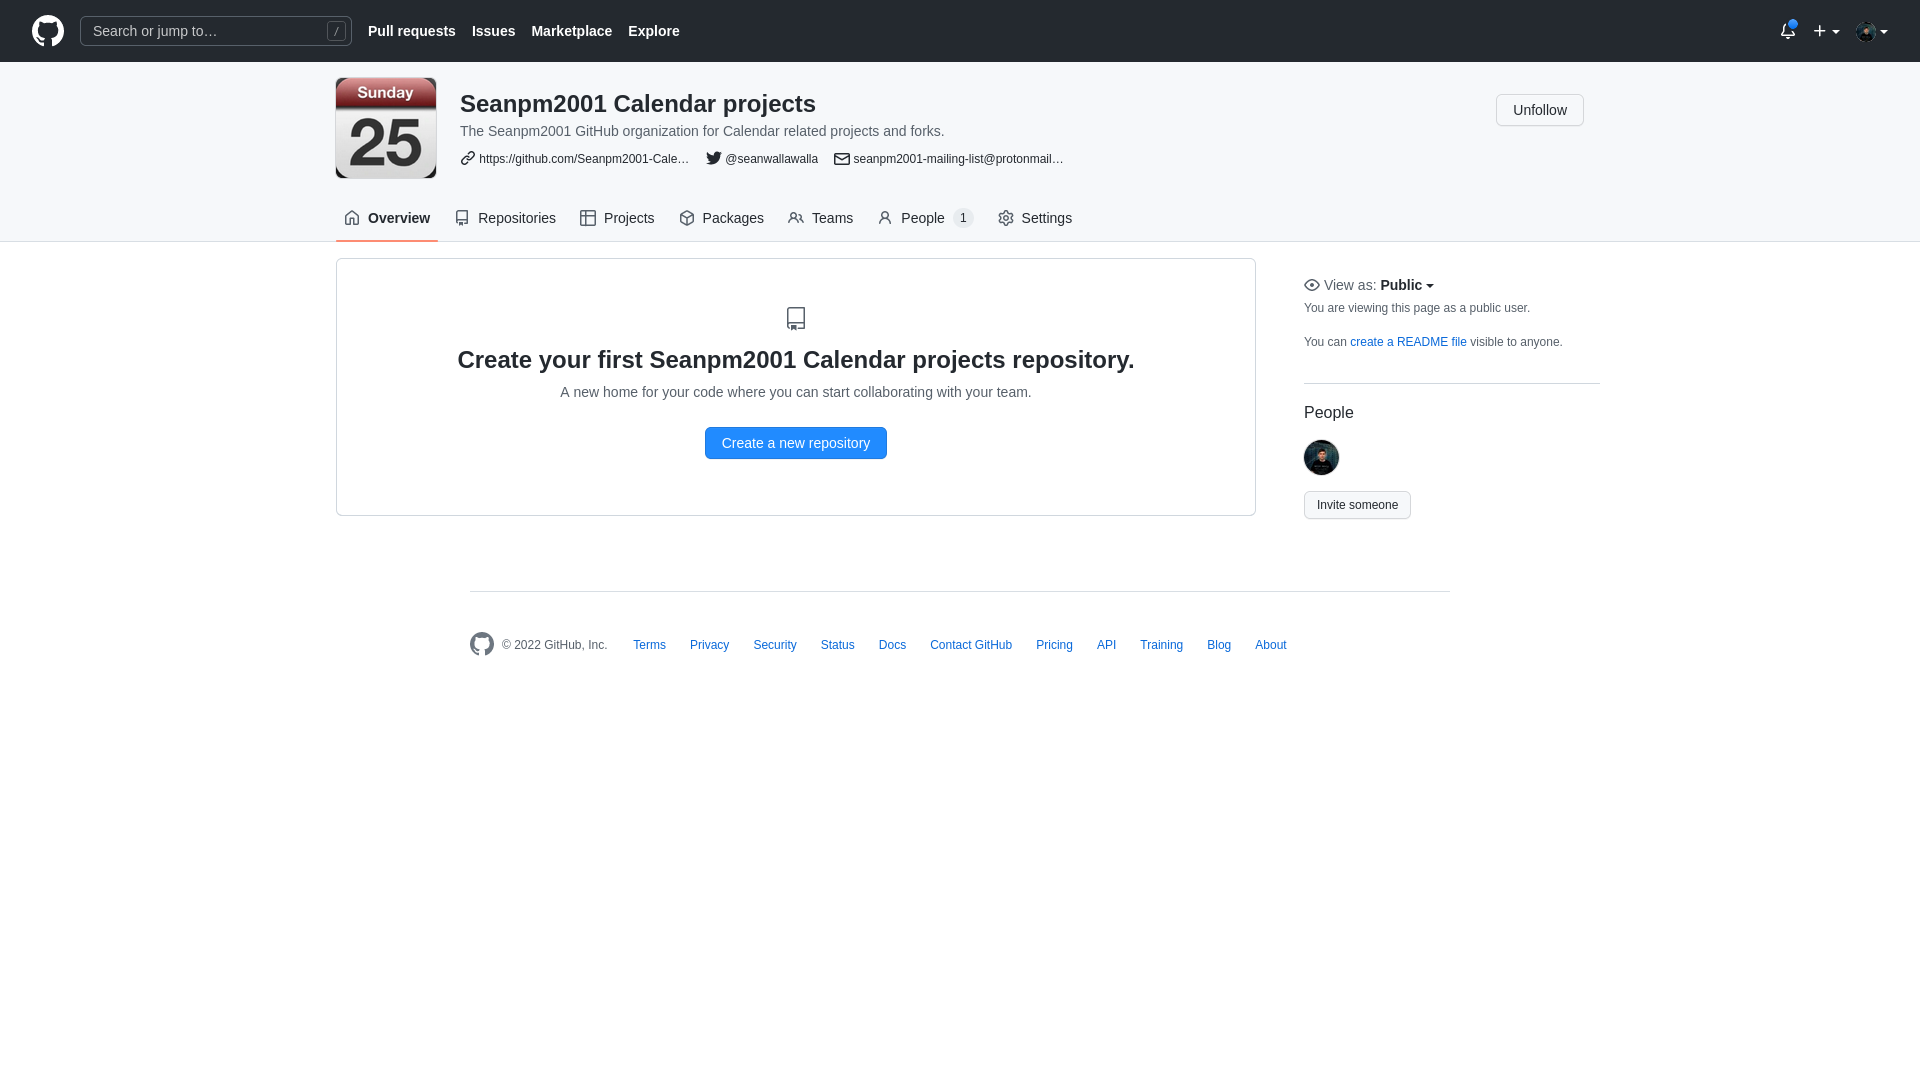 Search or jump to… /
Pull requests
Issues
Marketplace
Explore
Sunday
25
Seanpm2001 Calendar projects
The Seanpm2001 GitHub organization for Calendar related projects and forks.
https://github.com/Seanpm2001-Cale…
@seanwallawalla
seanpm2001-mailing-list@protonmail…
Unfollow
Overview
Repositories
Projects
Packages
Teams
People 1
Settings
Create your first Seanpm2001 Calendar projects repository.
A new home for your code where you can start collaborating with your team.
Create a new repository
View as: Public
You are viewing this page as a public user.
You can create a README file visible to anyone.
People
Invite someone
© 2022 GitHub, Inc.
Terms
Privacy
Security
Status
Docs
Contact GitHub
Pricing
API
Training
Blog
About